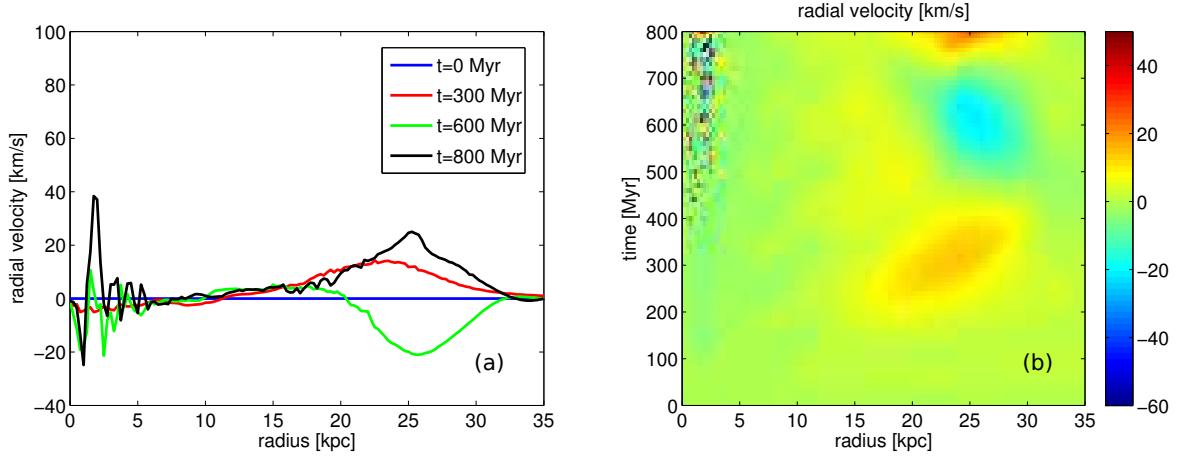 100
80
60
40
20
0
−20
−40
0 5 10 15 20 25 30 35
radius [kpc]
radial velocity [km/s]
t=0 Myr
t=300 Myr
t=600 Myr
t=800 Myr
(a)
radial velocity [km/s]
800
700
600
500
400
300
200
100
0
0 5 10 15 20 25 30 35
radius [kpc]
time [Myr]
(b)
40
20
0
−20
−40
−60